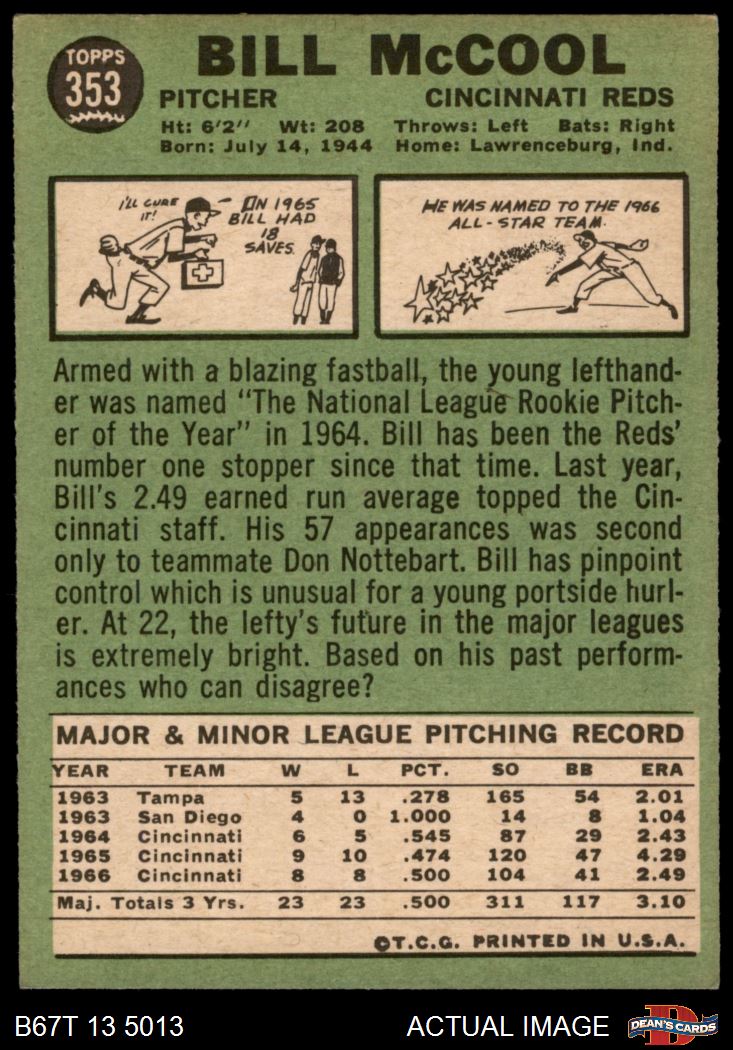 TOPPS
353
BILL McCOOL
PITCHER CINCINNATI REDS
Ht: 6'2" Wt: 208 Throws: Left Bats: Right
Born: July 14, 1944 Home: Lawrenceburg, Ind.
I'LL CURE
IT!
IN 1965
BILL HAD
18
SAVES.
HE WAS NAMED TO THE 1966
ALL-STAR TEAM.
Armed with a blazing fastball, the young lefthand-
er was named "The National League Rookie Pitch-
er of the Year" in 1964. Bill has been the Reds'
number one stopper since that time. Last year,
Bill's 2.49 earned run average topped the Cin-
cinnati staff. His 57 appearances was second
only to teammate Don Nottebart. Bill has pinpoint
control which is unusual for a young portside hurl-
er. At 22, the lefty's future in the major leagues
is extremely bright. Based on his past perform-
ances who can disagree?
MAJOR & MINOR LEAGUE PITCHING RECORD
YEAR TEAM W L PCT. SO BB ERA
1963 Tampa 5 13 .278 165 54 2.01
1963 San Diego 4 0 1.000 14 8 1.04
1964 Cincinnati 6 5 .545 87 29 2.43
1965 Cincinnati 9 10 .474 120 47 4.29
1966 Cincinnati 8 8 .500 104 41 2.49
Maj. Totals 3 Yrs. 23 23 .500 311 117 3.10
©T.C.G. PRINTED IN U.S.A.
B67T 13 5013 ACTUAL IMAGE DEAN'S CARDS